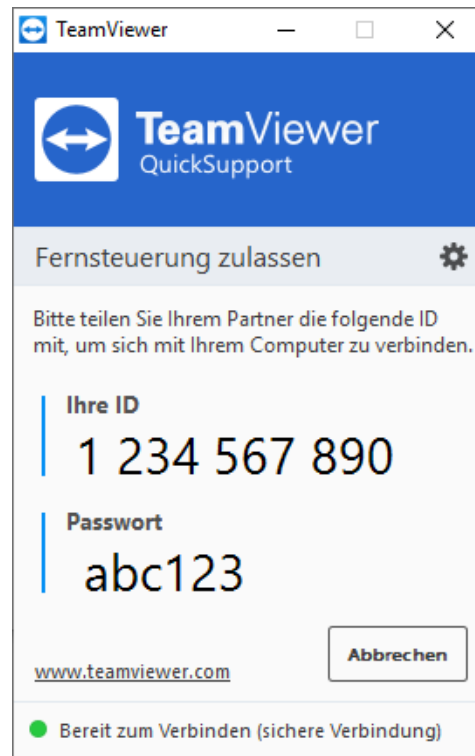 TeamViewer
TeamViewer
QuickSupport
Fernsteuerung zulassen
Bitte teilen Sie Ihrem Partner die folgende ID
mit, um sich mit Ihrem Computer zu verbinden.
Ihre ID
1 234 567 890
Passwort
abc123
www.teamviewer.com
Abbrechen
Bereit zum Verbinden (sichere Verbindung)